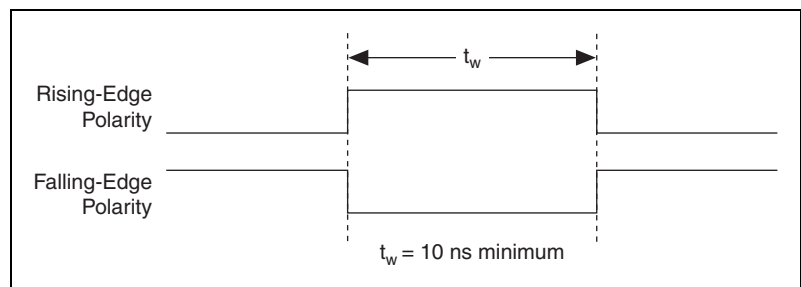 t_w
Rising-Edge
Polarity
Falling-Edge
Polarity
t_w = 10 ns minimum